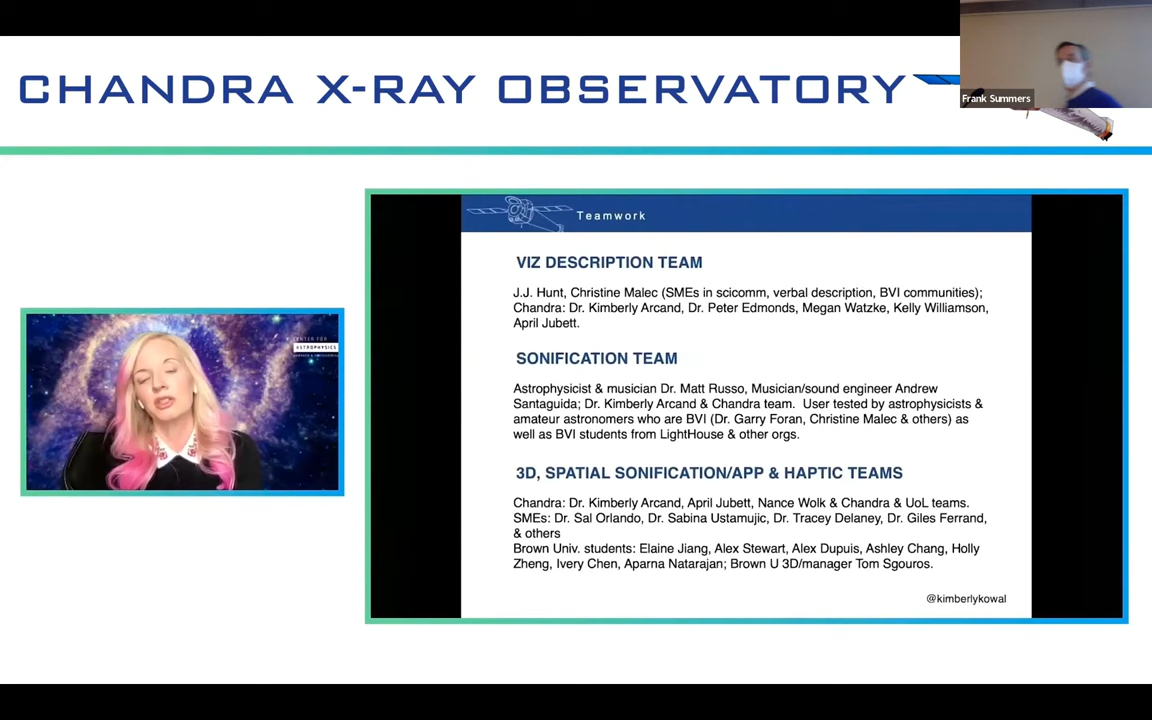 CHANDRA X-RAY OBSERVATORY
Frank Summers
Teamwork
VIZ DESCRIPTION TEAM
J.J. Hunt, Christine Malec (SMEs in scicomm, verbal description, BVI communities);
Chandra: Dr. Kimberly Arcand, Dr. Peter Edmonds, Megan Watzke, Kelly Williamson,
April Jubett.
SONIFICATION TEAM
Astrophysicist & musician Dr. Matt Russo, Musician/sound engineer Andrew
Santaguida; Dr. Kimberly Arcand & Chandra team. User tested by astrophysicists &
amateur astronomers who are BVI (Dr. Garry Foran, Christine Malec & others) as
well as BVI students from LightHouse & other orgs.
3D, SPATIAL SONIFICATION/APP & HAPTIC TEAMS
Chandra: Dr. Kimberly Arcand, April Jubett, Nance Wolk & Chandra & UoL teams.
SMEs: Dr. Sal Orlando, Dr. Sabina Ustamujic, Dr. Tracey Delaney, Dr. Giles Ferrand,
& others
Brown Univ. students: Elaine Jiang, Alex Stewart, Alex Dupuis, Ashley Chang, Holly
Zheng, Ivery Chen, Aparna Natarajan; Brown U 3D/manager Tom Sgouros.
@kimberlykowal
CENTER FOR
ASTROPHYSICS